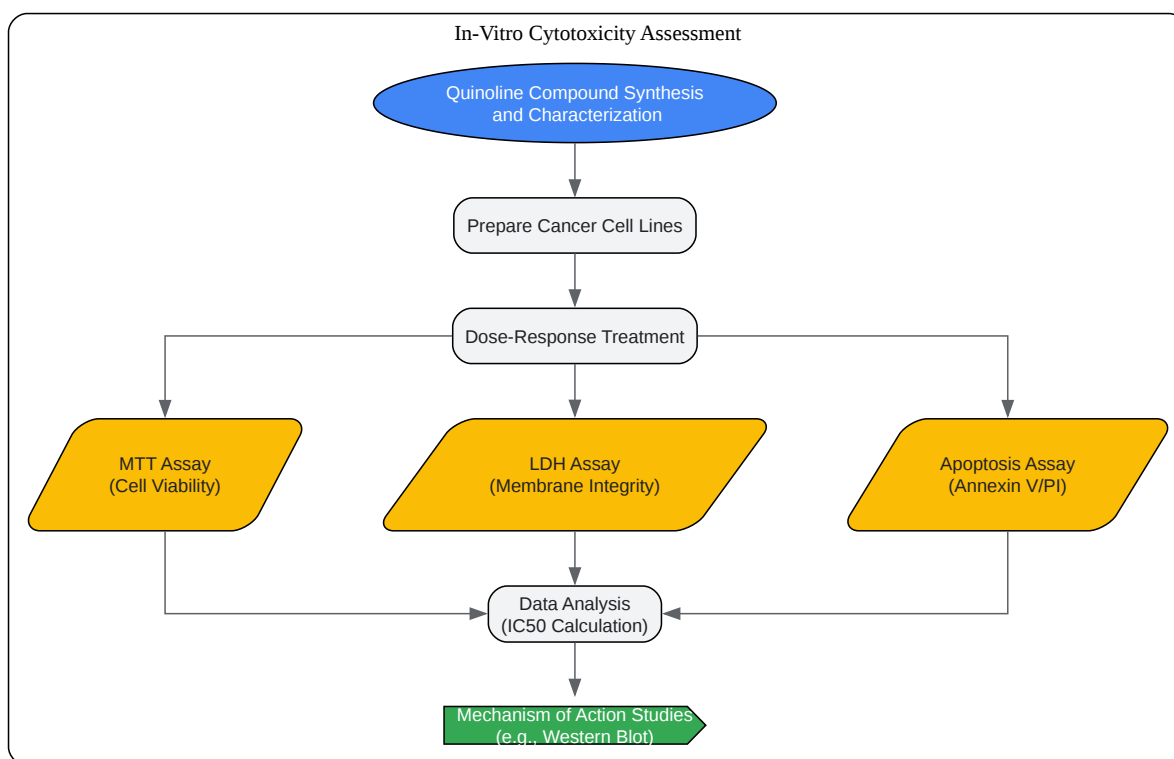 In-Vitro Cytotoxicity Assessment
Quinoline Compound Synthesis
and Characterization
Prepare Cancer Cell Lines
Dose-Response Treatment
MTT Assay
(Cell Viability)
LDH Assay
(Membrane Integrity)
Apoptosis Assay
(Annexin V/PI)
Data Analysis
(IC50 Calculation)
Mechanism of Action Studies
(e.g., Western Blot)